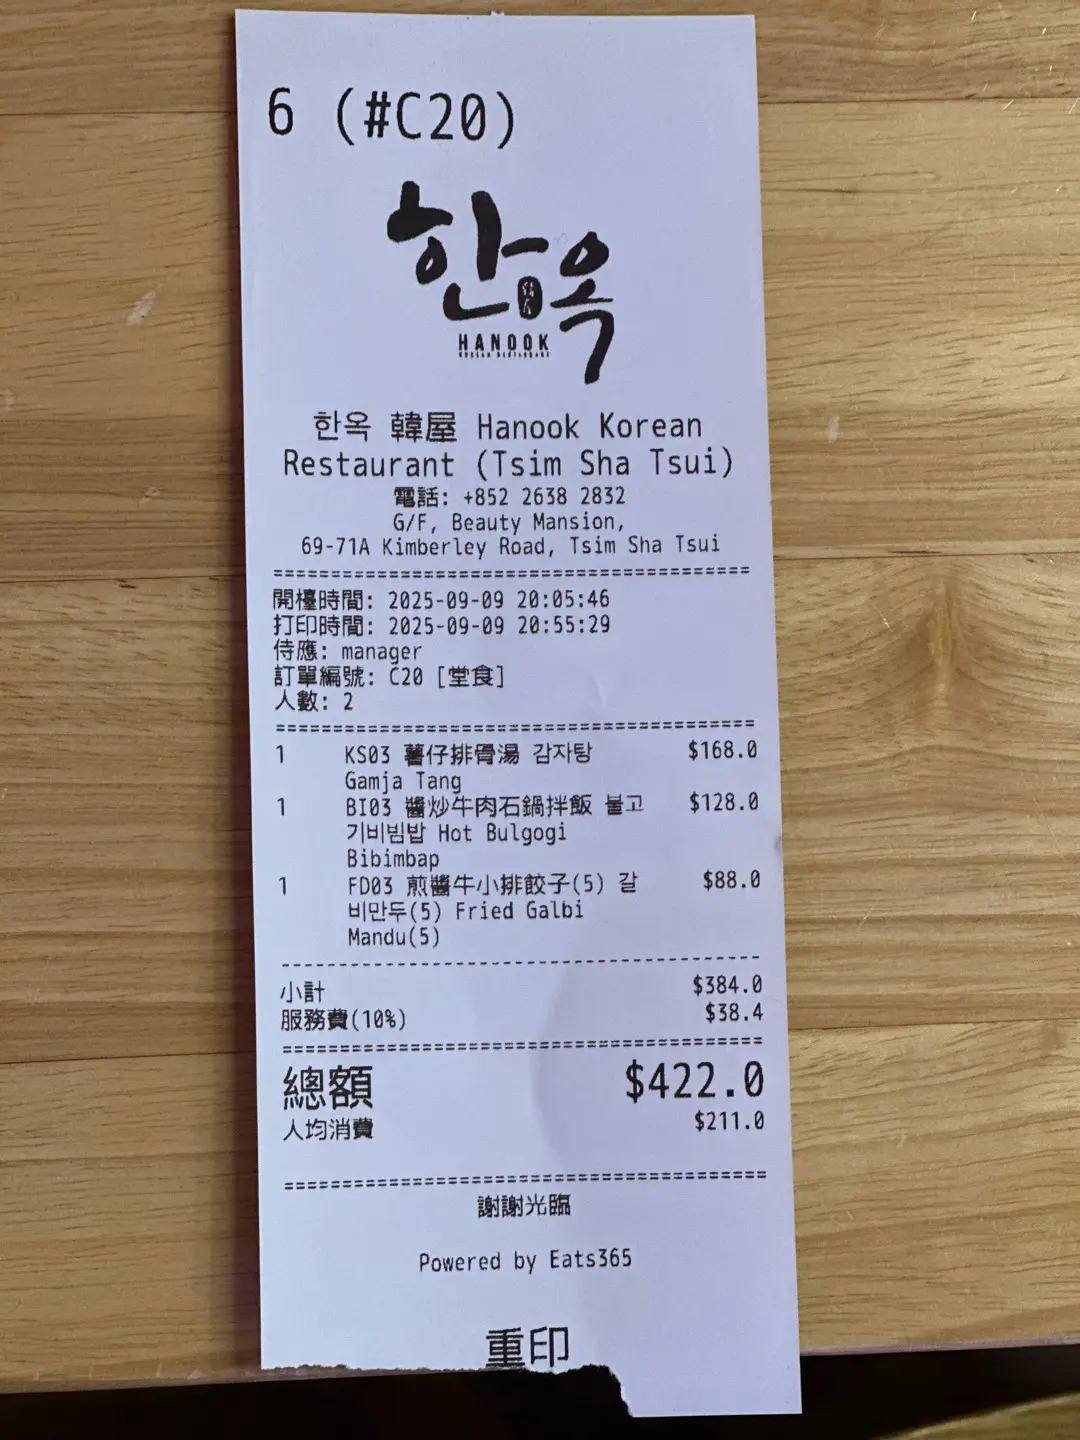 6 (#C20)
한옥
HANOOK
KOREAN RESTAURANT
한옥 韓屋 Hanook Korean
Restaurant (Tsim Sha Tsui)
電話: +852 2638 2832
G/F, Beauty Mansion,
69-71A Kimberley Road, Tsim Sha Tsui
========================================
開檯時間: 2025-09-09 20:05:46
打印時間: 2025-09-09 20:55:29
侍應: manager
訂單編號: C20 [堂食]
人數: 2
========================================
1 KS03 薯仔排骨湯 감자탕 $168.0
Gamja Tang
1 BI03 醬炒牛肉石鍋拌飯 불고 $128.0
기비빔밥 Hot Bulgogi
Bibimbap
1 FD03 煎醬牛小排餃子(5) 갈 $88.0
비만두(5) Fried Galbi
Mandu(5)
----------------------------------------
小計 $384.0
服務費(10%) $38.4
========================================
總額 $422.0
人均消費 $211.0
========================================
謝謝光臨
Powered by Eats365
重印